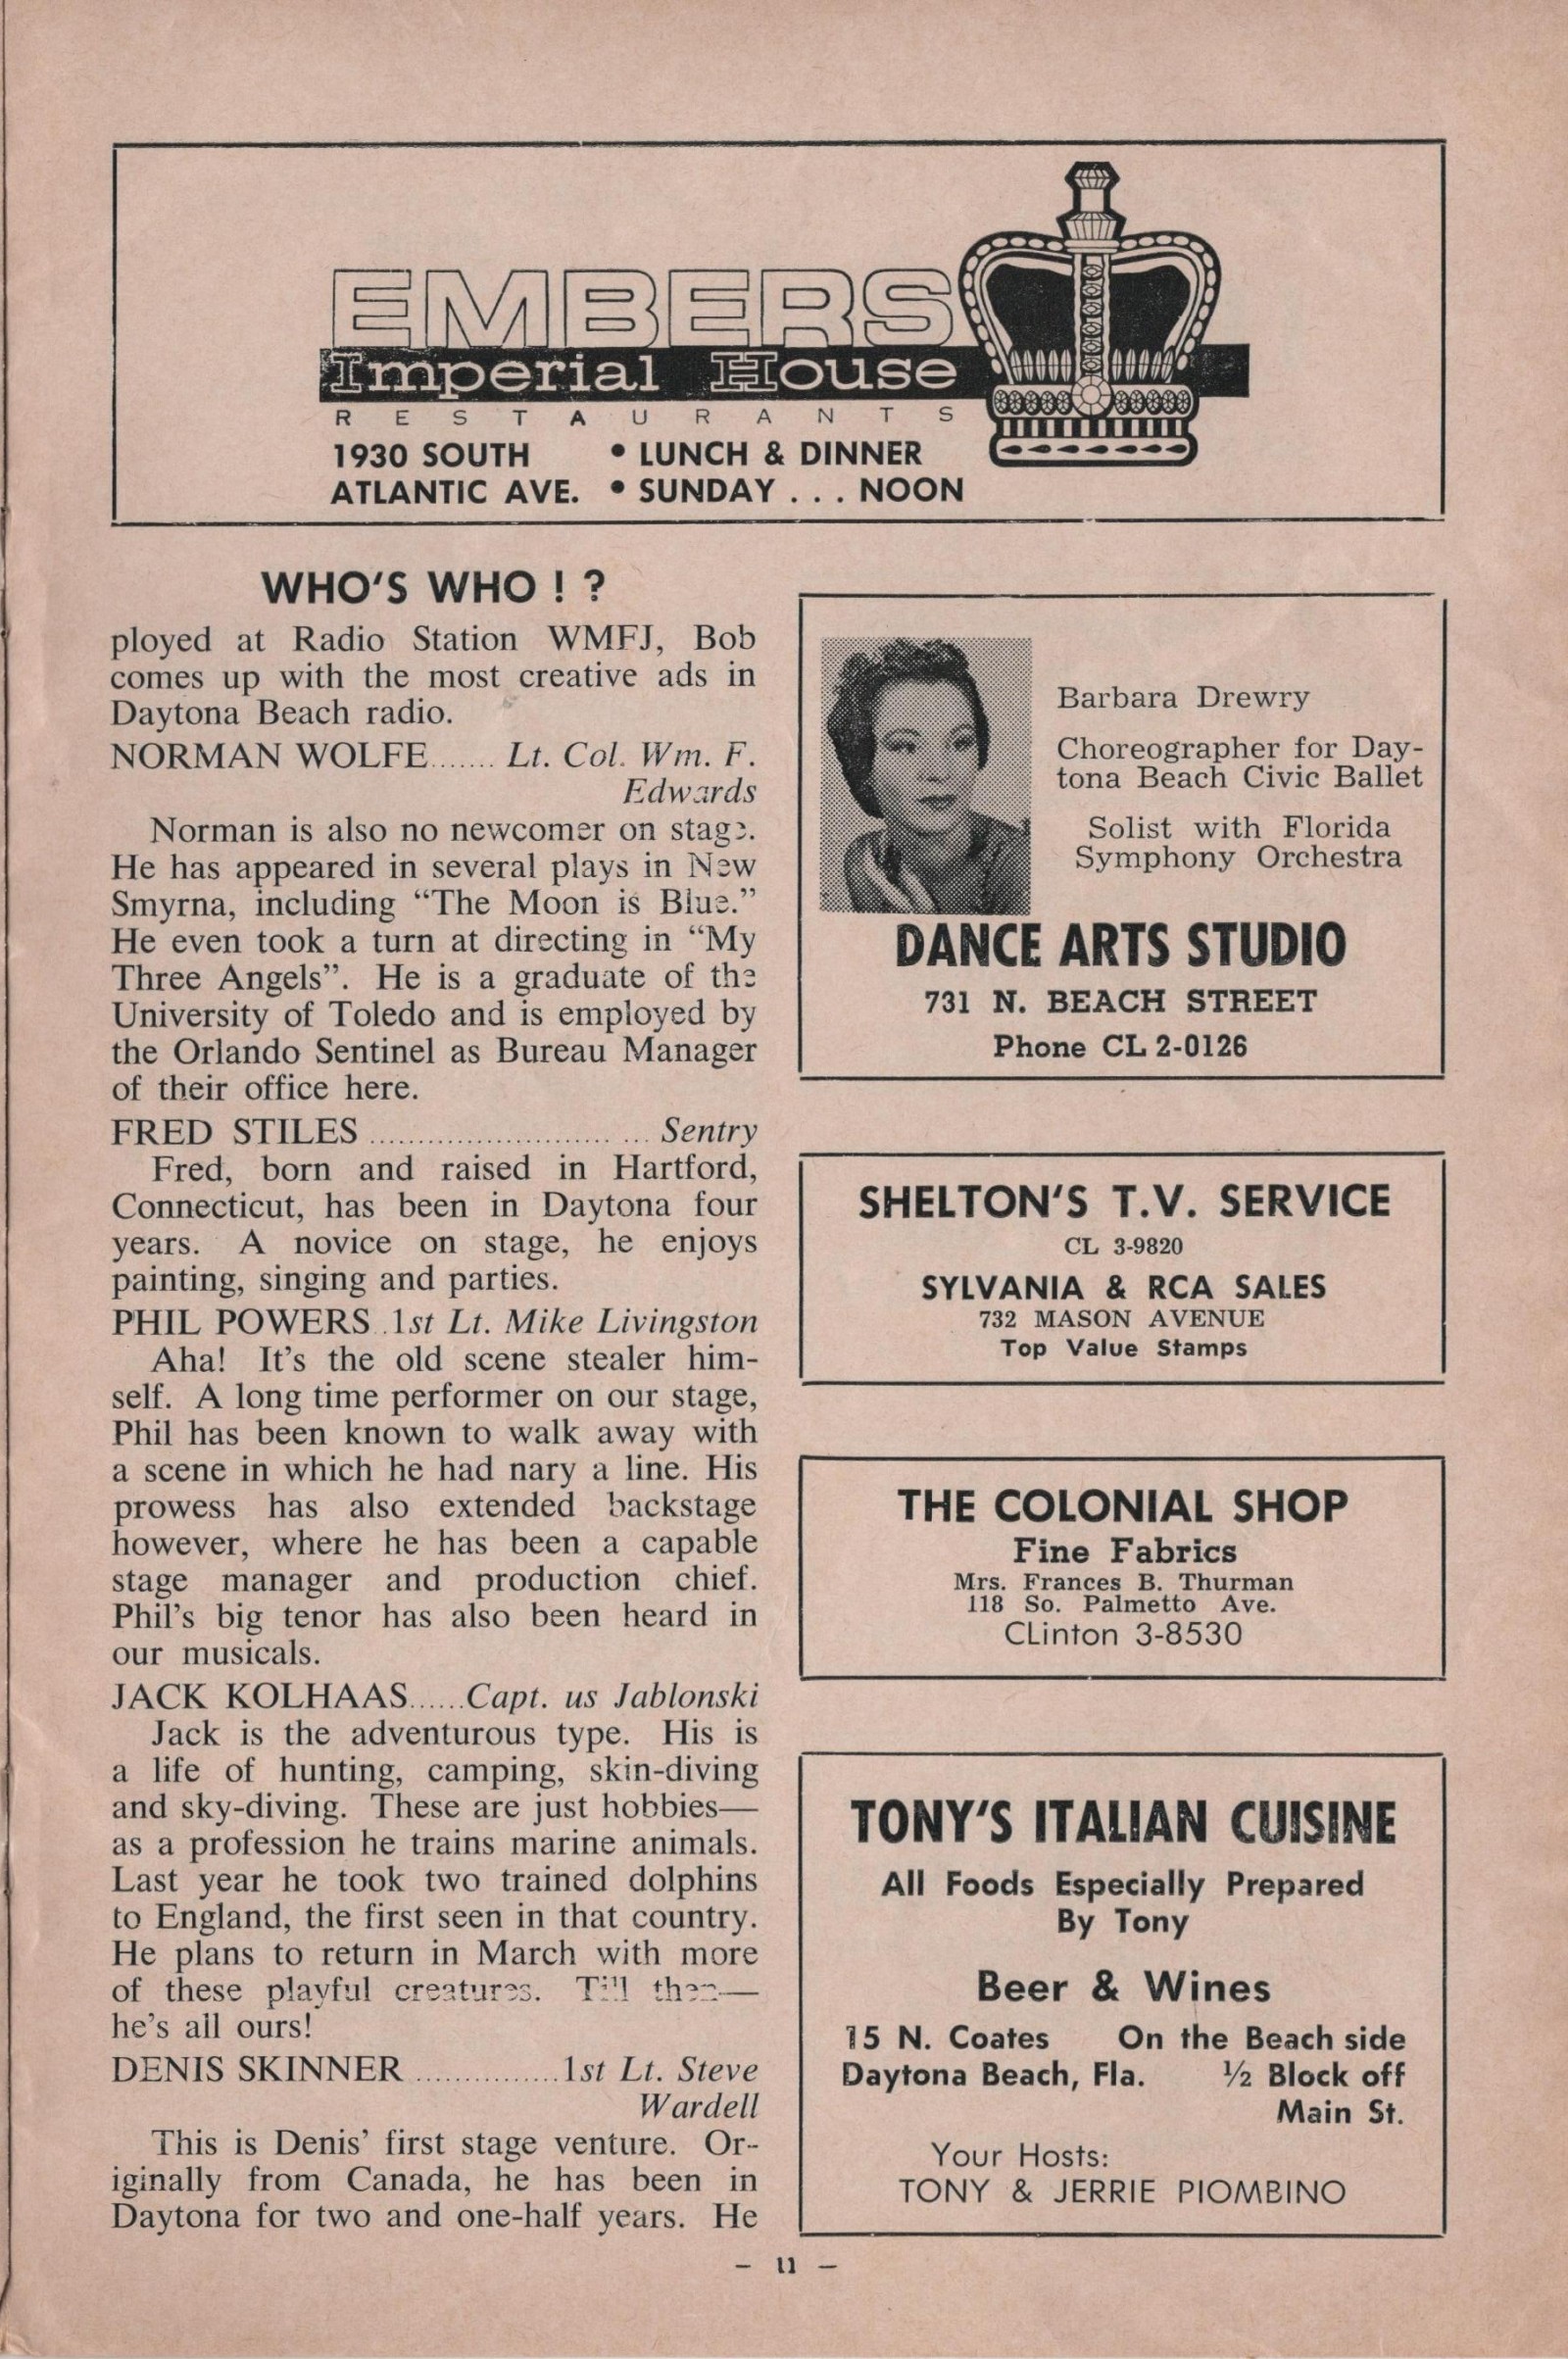 EMBERS
Imperial House
RESTAURANTS
1930 SOUTH • LUNCH & DINNER
ATLANTIC AVE. • SUNDAY . . . NOON
WHO'S WHO ! ?
ployed at Radio Station WMFJ, Bob
comes up with the most creative ads in
Daytona Beach radio.
NORMAN WOLFE....... Lt. Col. Wm. F.
Edwards
Norman is also no newcomer on stage.
He has appeared in several plays in New
Smyrna, including “The Moon is Blue.”
He even took a turn at directing in “My
Three Angels”. He is a graduate of the
University of Toledo and is employed by
the Orlando Sentinel as Bureau Manager
of their office here.
FRED STILES ............................ Sentry
Fred, born and raised in Hartford,
Connecticut, has been in Daytona four
years. A novice on stage, he enjoys
painting, singing and parties.
PHIL POWERS ..1st Lt. Mike Livingston
Aha! It's the old scene stealer him-
self. A long time performer on our stage,
Phil has been known to walk away with
a scene in which he had nary a line. His
prowess has also extended backstage
however, where he has been a capable
stage manager and production chief.
Phil's big tenor has also been heard in
our musicals.
JACK KOLHAAS......Capt. us Jablonski
Jack is the adventurous type. His is
a life of hunting, camping, skin-diving
and sky-diving. These are just hobbies—
as a profession he trains marine animals.
Last year he took two trained dolphins
to England, the first seen in that country.
He plans to return in March with more
of these playful creatures. Till then—
he's all ours!
DENIS SKINNER ...............1st Lt. Steve
Wardell
This is Denis' first stage venture. Or-
iginally from Canada, he has been in
Daytona for two and one-half years. He
Barbara Drewry
Choreographer for Day-
tona Beach Civic Ballet
Solist with Florida
Symphony Orchestra
DANCE ARTS STUDIO
731 N. BEACH STREET
Phone CL 2-0126
SHELTON'S T.V. SERVICE
CL 3-9820
SYLVANIA & RCA SALES
732 MASON AVENUE
Top Value Stamps
THE COLONIAL SHOP
Fine Fabrics
Mrs. Frances B. Thurman
118 So. Palmetto Ave.
CLinton 3-8530
TONY'S ITALIAN CUISINE
All Foods Especially Prepared
By Tony
Beer & Wines
15 N. Coates On the Beach side
Daytona Beach, Fla. ½ Block off
Main St.
Your Hosts:
TONY & JERRIE PIOMBINO
– 11 –